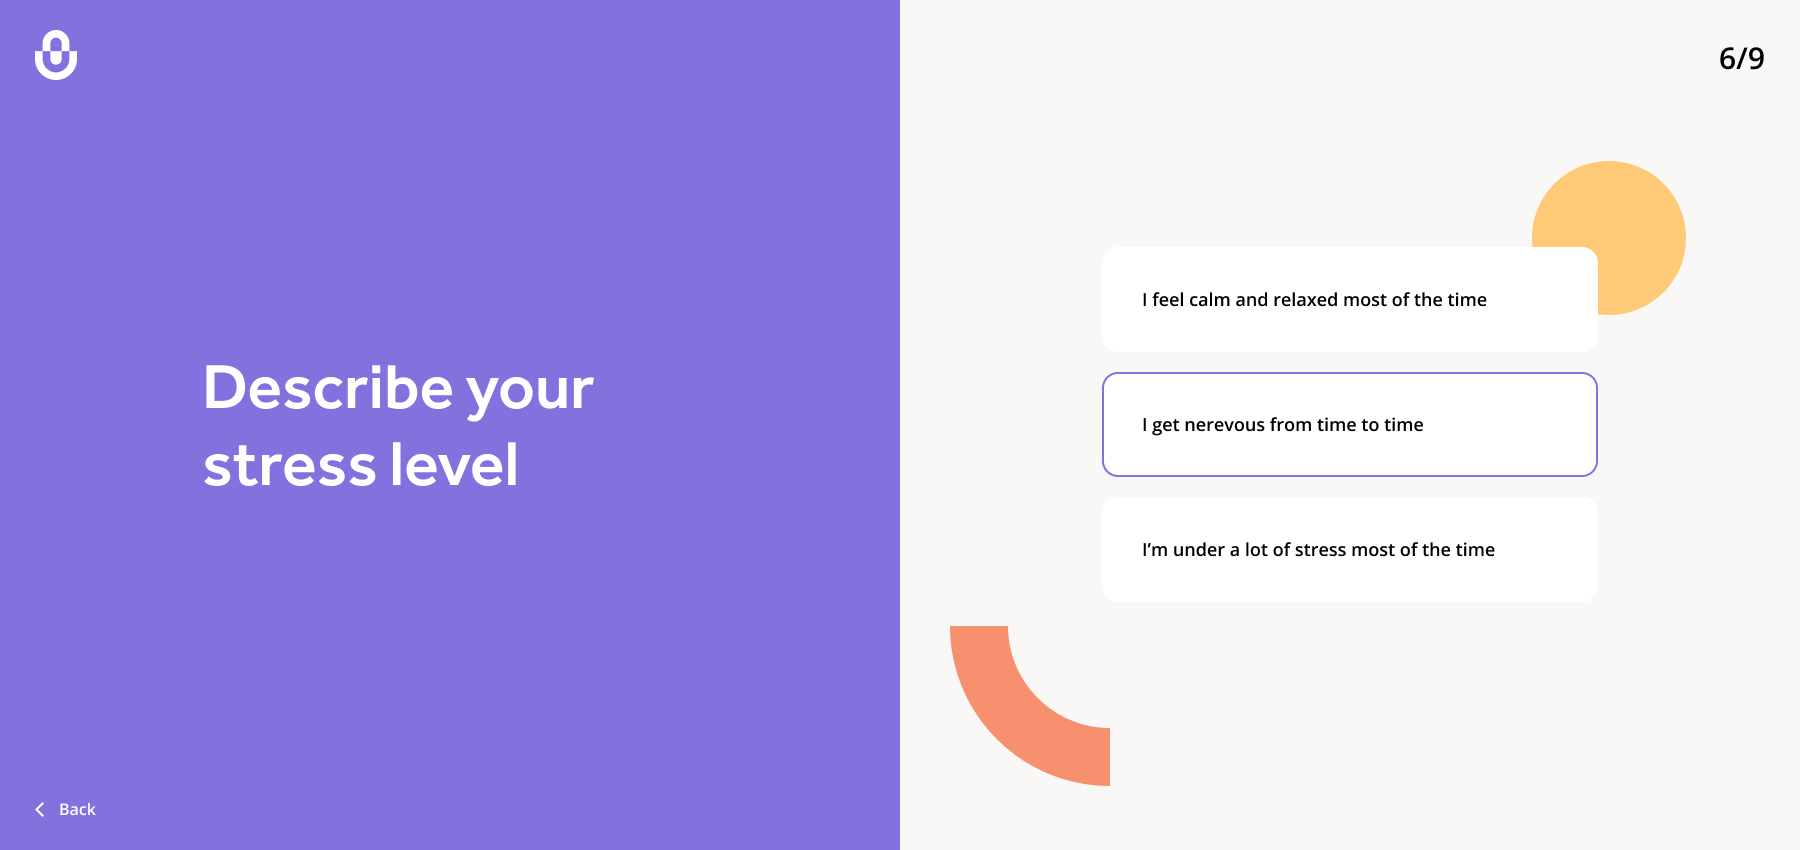 6/9
Describe your
stress level
I feel calm and relaxed most of the time
I get nerevous from time to time
I’m under a lot of stress most of the time
Back